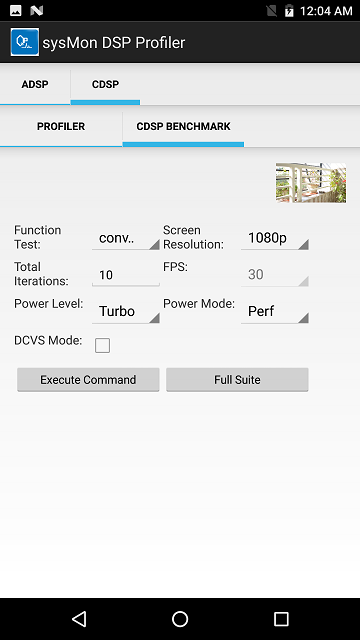 12:04 AM
sysMon DSP Profiler
ADSP CDSP
PROFILER CDSP BENCHMARK
Function Test: conv.. Screen Resolution: 1080p
Total Iterations: 10 FPS: 30
Power Level: Turbo Power Mode: Perf
DCVS Mode:
Execute Command Full Suite